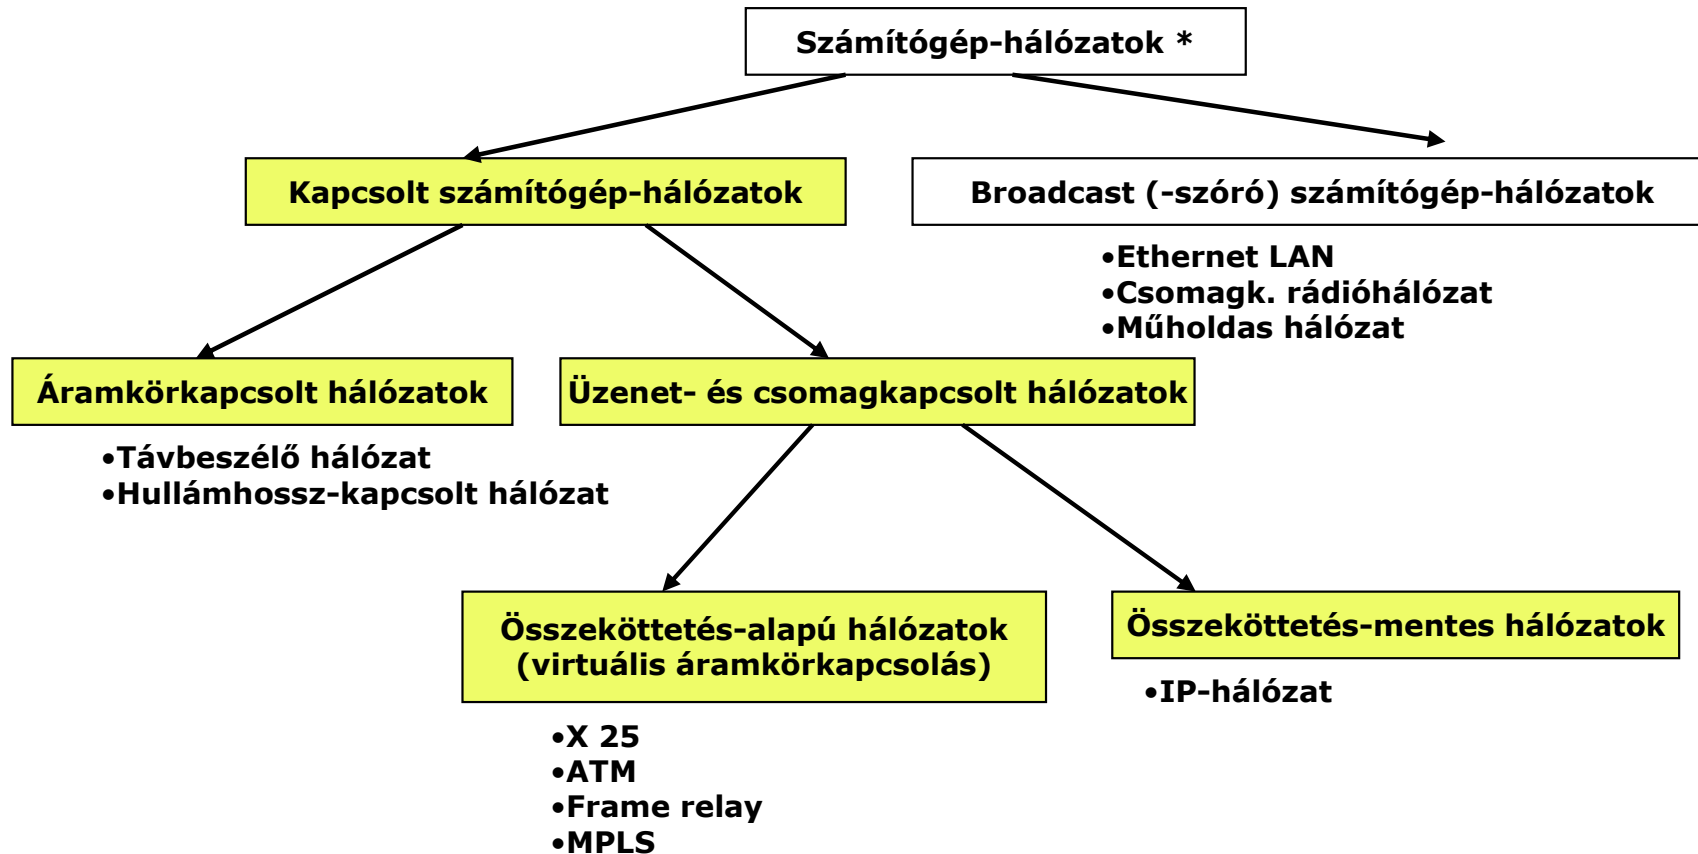 Számítógép-hálózatok *
Kapcsolt számítógép-hálózatok
Broadcast (-szóró) számítógép-hálózatok
•Ethernet LAN
•Csomagk. rádióhálózat
•Műholdas hálózat
Áramkörkapcsolt hálózatok
Üzenet- és csomagkapcsolt hálózatok
•Távbeszélő hálózat
•Hullámhossz-kapcsolt hálózat
Összeköttetés-alapú hálózatok
(virtuális áramkörkapcsolás)
Összeköttetés-mentes hálózatok
•IP-hálózat
•X 25
•ATM
•Frame relay
•MPLS